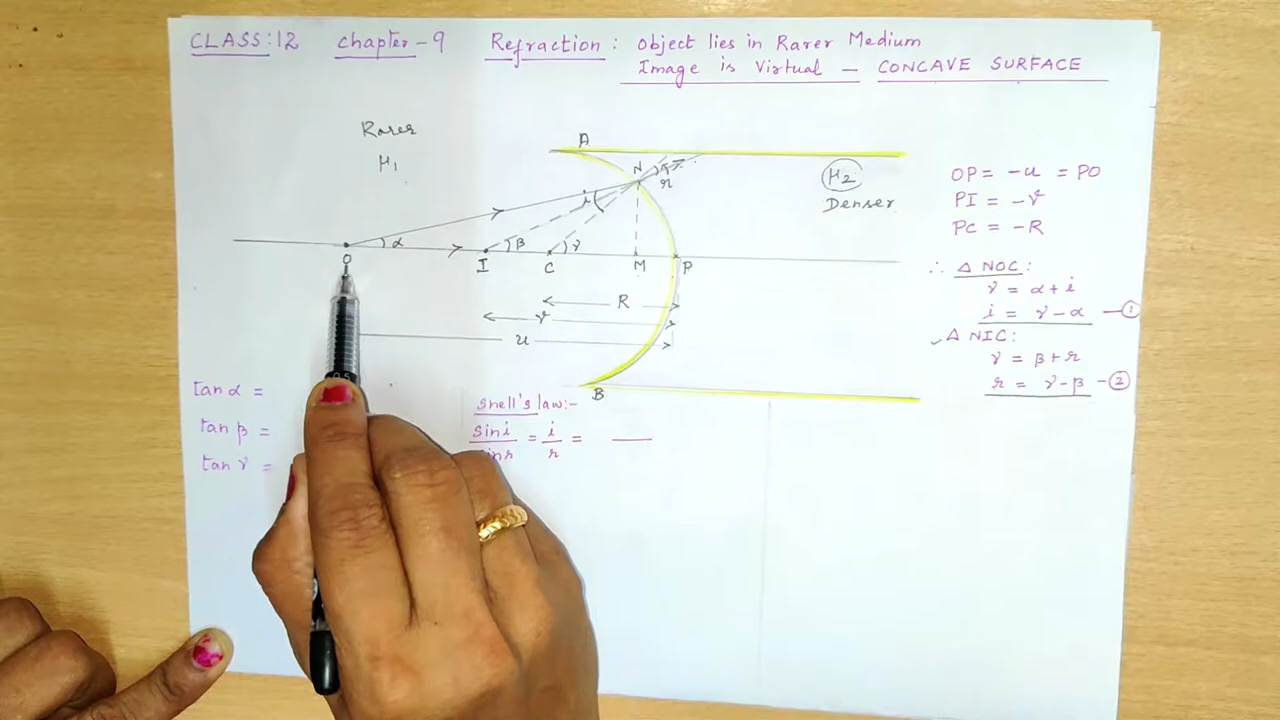 CLASS:12 chapter-9 Refraction: Object lies in Rarer Medium
Image is Virtual — CONCAVE SURFACE
Rarer
μ1
A
N
r
i
μ2
Denser
α
β
γ
O
I
C
M
P
R
v
u
B
OP = -u = PO
PI = -v
PC = -R
∴ Δ NOC:
γ = α + i
i = γ - α —①
✓ Δ NIC:
γ = β + r
r = γ - β —②
tan α =
tan β =
tan γ =
Snell's law:-
sin i / sin r = i / r = —